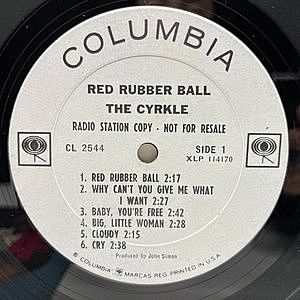 COLUMBIA
RED RUBBER BALL
THE CYRKLE
RADIO STATION COPY - NOT FOR RESALE
CL 2544
SIDE 1
XLP 114170
1. RED RUBBER BALL 2:17
2. WHY CAN'T YOU GIVE ME WHAT
I WANT 2:27
3. BABY, YOU'RE FREE 2:42
4. BIG, LITTLE WOMAN 2:28
5. CLOUDY 2:15
6. CRY 2:38
Produced by John Simon
® "COLUMBIA", MARCAS REG. PRINTED IN U.S.A.